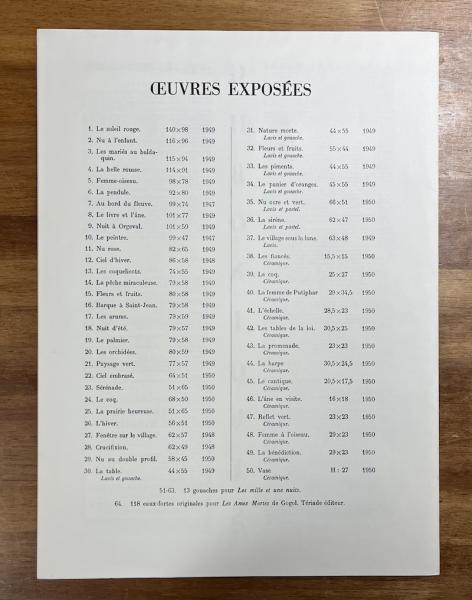 ŒUVRES EXPOSÉES
1. Le soleil rouge. 140×98 1949
2. Nu à l'enfant. 116×96 1949
3. Les mariés au balda-
quin. 115×94 1949
4. La belle rousse. 114×91 1949
5. Femme-oiseau. 98×78 1949
6. La pendule. 92×80 1949
7. Au bord du fleuve. 99×74 1947
8. Le livre et l'âne. 101×77 1949
9. Nuit à Orgeval. 101×59 1949
10. Le peintre. 99×47 1947
11. Nu rose. 82×65 1949
12. Ciel d'hiver. 86×58 1948
13. Les coquelicots. 74×55 1949
14. La pêche miraculeuse. 79×58 1949
15. Fleurs et fruits. 80×58 1949
16. Barque à Saint-Jean. 79×58 1949
17. Les arums. 79×59 1949
18. Nuit d'été. 79×57 1949
19. Le palmier. 79×58 1949
20. Les orchidées. 80×59 1949
21. Paysage vert. 77×57 1949
22. Ciel embrasé. 64×51 1950
23. Sérénade. 51×65 1950
24. Le coq. 68×50 1950
25. La prairie heureuse. 51×65 1950
26. L'hiver. 56×51 1950
27. Fenêtre sur le village. 62×57 1948
28. Crucifixion. 62×49 1948
29. Nu au double profil. 58×45 1950
30. La table. 44×55 1949
Lavis et gouache.
31. Nature morte. 44×55 1949
Lavis et gouache.
32. Fleurs et fruits. 55×44 1949
Lavis et gouache.
33. Les piments. 44×55 1949
Lavis et gouache.
34. Le panier d'oranges. 45×55 1949
Lavis et gouache.
35. Nu ocre et vert. 66×51 1950
Lavis et pastel.
36. La sirène. 62×47 1950
Lavis et pastel.
37. Le village sous la lune. 63×48 1949
Lavis.
38. Les fiancés. 15,5×15 1950
Céramique.
39. Le coq. 25×27 1950
Céramique.
40. La femme de Putiphar 29×34,5 1950
Céramique.
41. L'échelle. 28,5×23 1950
Céramique.
42. Les tables de la loi. 20,5×25 1950
Céramique.
43. La promenade. 23×23 1950
Céramique.
44. La harpe 30,5×24,5 1950
Céramique.
45. Le cantique. 20,5×17,5 1950
Céramique.
46. L'âne en visite. 16×18 1950
Céramique.
47. Reflet vert. 23×23 1950
Céramique.
48. Femme à l'oiseau. 29×23 1950
Céramique.
49. La bénédiction. 29×23 1950
Céramique.
50. Vase H : 27 1950
Céramique.
51-63. 13 gouaches pour Les mille et une nuits.
64. 118 eaux-fortes originales pour Les Ames Mortes de Gogol. Tériade éditeur.